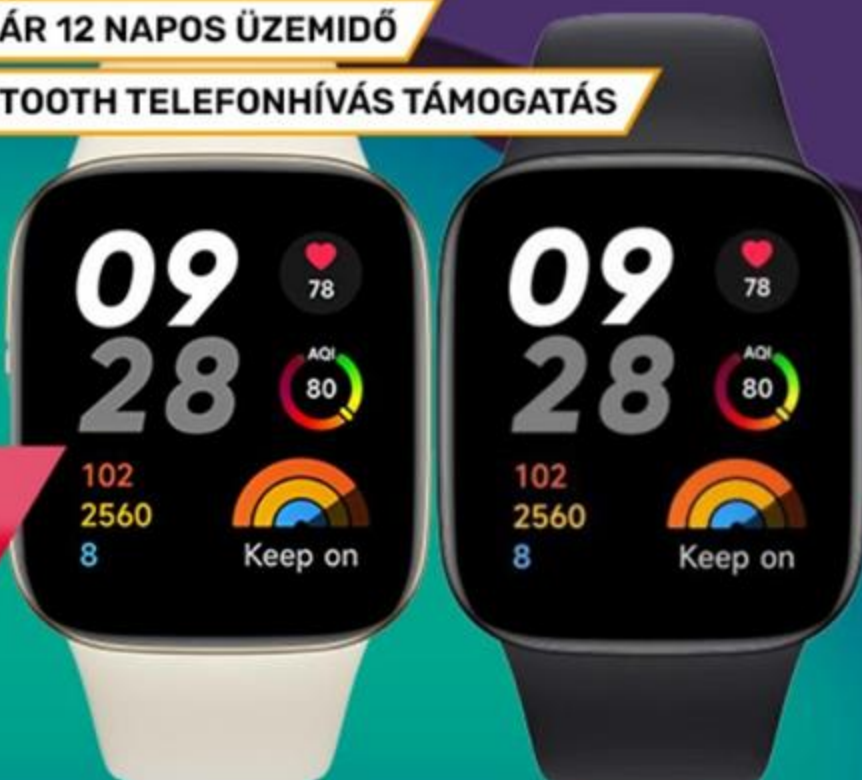 ÁR 12 NAPOS ÜZEMIDŐ
TOOTH TELEFONHÍVÁS TÁMOGATÁS
09
28
78
AQI
80
102
2560
8
Keep on
09
28
78
AQI
80
102
2560
8
Keep on